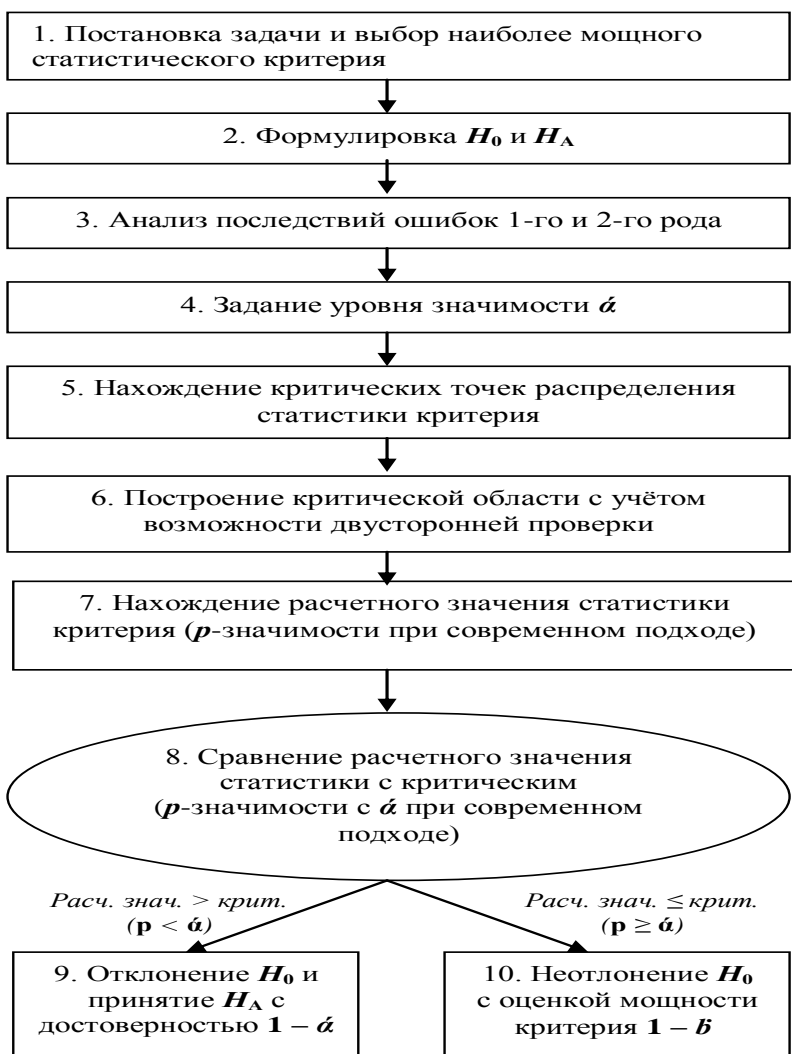 1. Постановка задачи и выбор наиболее мощного
статистического критерия
2. Формулировка H₀ и H_A
3. Анализ последствий ошибок 1-го и 2-го рода
4. Задание уровня значимости ά
5. Нахождение критических точек распределения
статистики критерия
6. Построение критической области с учётом
возможности двусторонней проверки
7. Нахождение расчетного значения статистики
критерия (p-значимости при современном подходе)
8. Сравнение расчетного значения
статистики с критическим
(p-значимости с ά при современном
подходе)
Расч. знач. > крит.
(p < ά)
Расч. знач. ≤ крит.
(p ≥ ά)
9. Отклонение H₀ и
принятие H_A с
достоверностью 1 – ά
10. Неотлонение H₀
с оценкой мощности
критерия 1 – ƃ